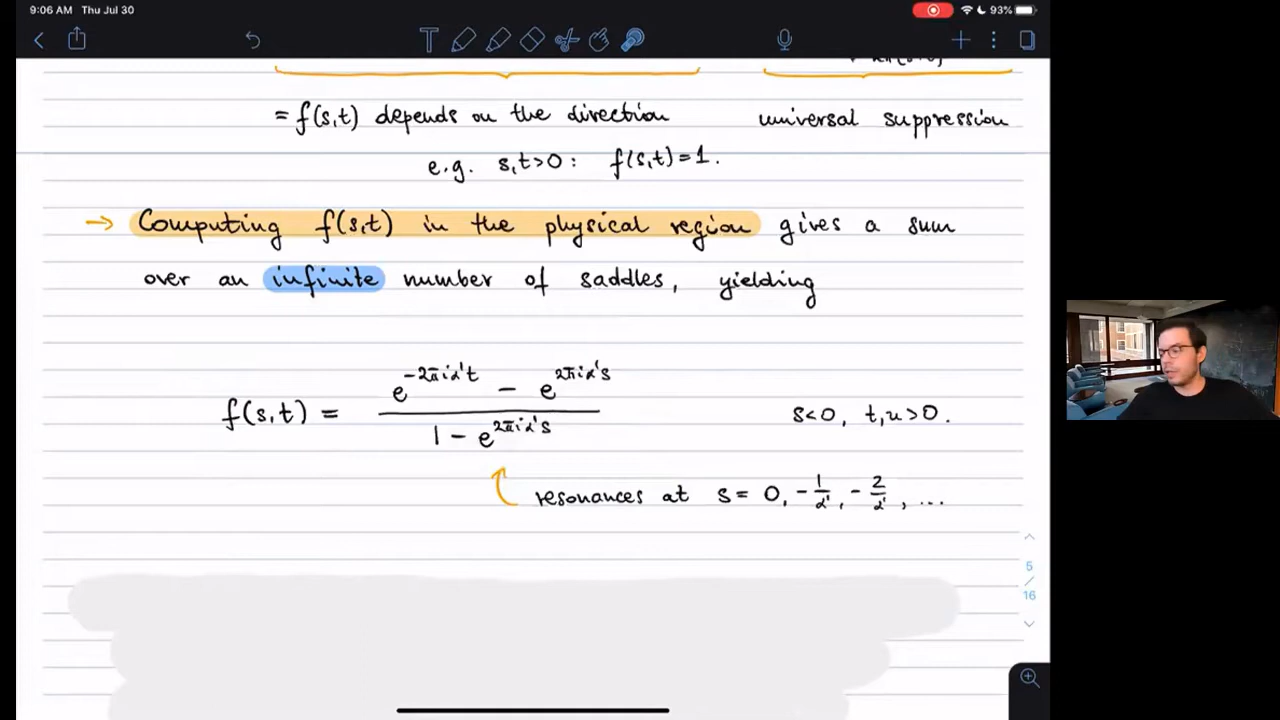 9:06 AM Thu Jul 30
93%
= f(s,t) depends on the direction
universal suppression
e.g. s,t>0: f(s,t)=1.
→ Computing f(s,t) in the physical region gives a sum
over an infinite number of saddles, yielding
f(s,t) = (e^{-2πiα't} - e^{2πiα's}) / (1 - e^{2πiα's})
s<0, t,u>0.
resonances at s = 0, -1/α', -2/α', ...
5
/
16